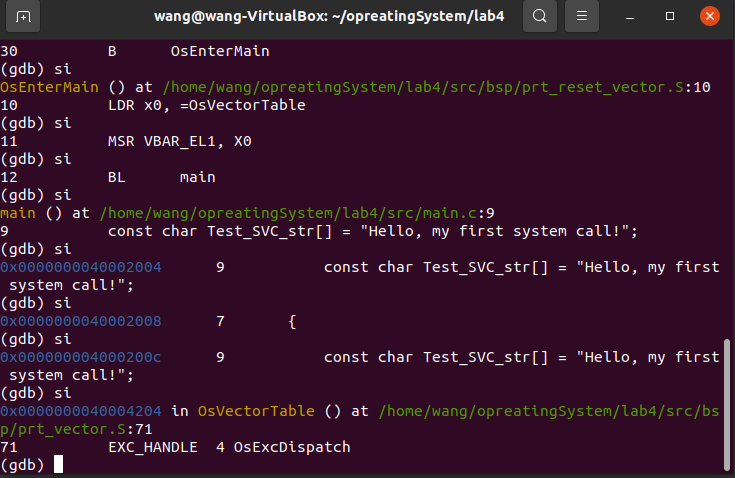 wang@wang-VirtualBox: ~/opreatingSystem/lab4
30 B OsEnterMain
(gdb) si
OsEnterMain () at /home/wang/opreatingSystem/lab4/src/bsp/prt_reset_vector.S:10
10 LDR x0, =OsVectorTable
(gdb) si
11 MSR VBAR_EL1, X0
(gdb) si
12 BL main
(gdb) si
main () at /home/wang/opreatingSystem/lab4/src/main.c:9
9 const char Test_SVC_str[] = "Hello, my first system call!";
(gdb) si
0x0000000040002004 9 const char Test_SVC_str[] = "Hello, my first
system call!";
(gdb) si
0x0000000040002008 7 {
(gdb) si
0x000000004000200c 9 const char Test_SVC_str[] = "Hello, my first
system call!";
(gdb) si
0x0000000040004204 in OsVectorTable () at /home/wang/opreatingSystem/lab4/src/bs
p/prt_vector.S:71
71 EXC_HANDLE 4 OsExcDispatch
(gdb)